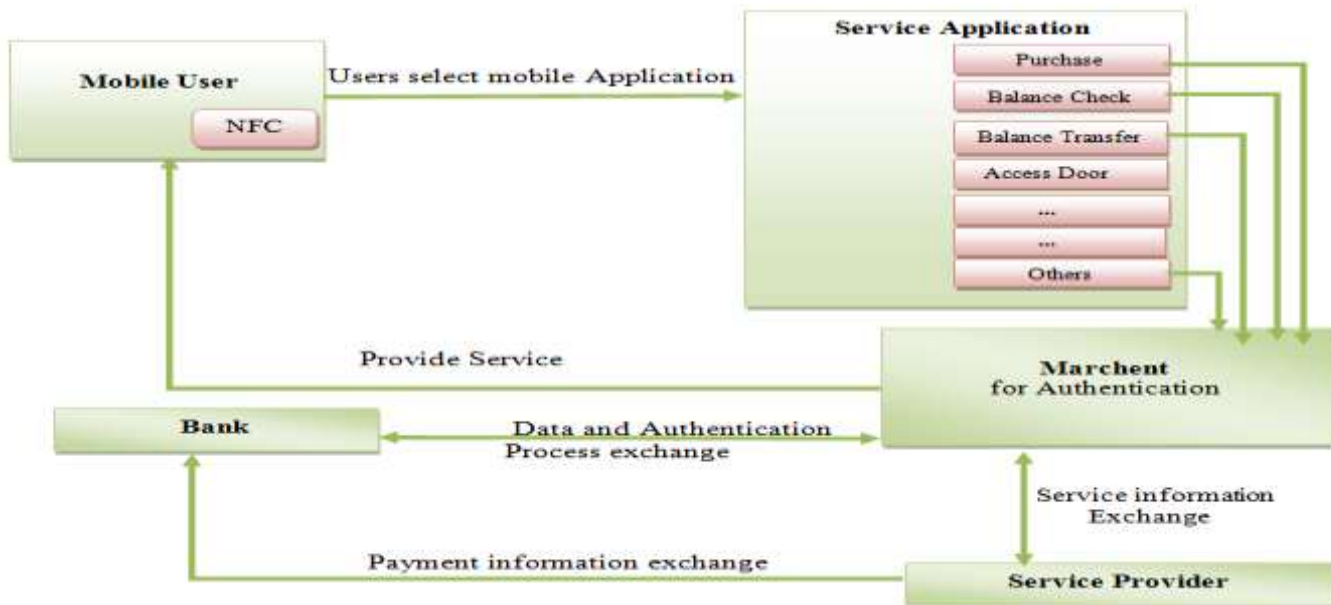 Service Application
Mobile User
NFC
Users select mobile Application
Purchase
Balance Check
Balance Transfer
Access Door
...
...
Others
Provide Service
Marchent
for Authentication
Bank
Data and Authentication
Process exchange
Service information
Exchange
Payment information exchange
Service Provider